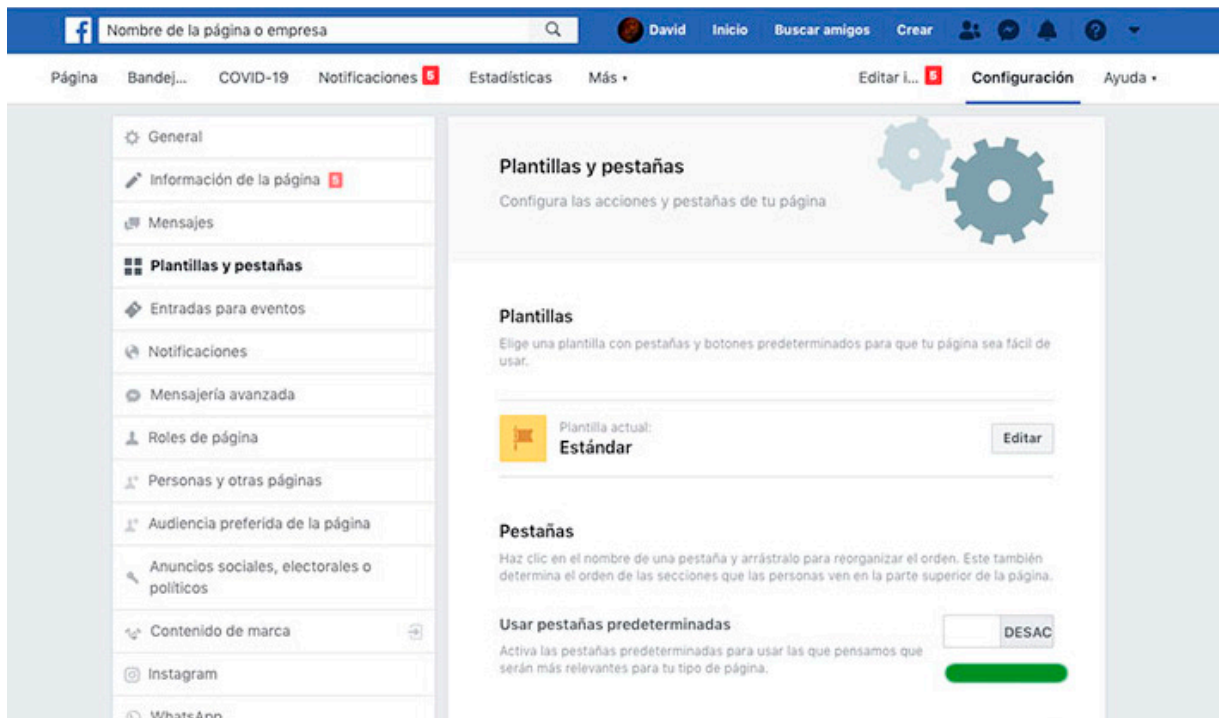 Nombre de la página o empresa
David Inicio Buscar amigos Crear
Página Bandej... COVID-19 Notificaciones 5 Estadísticas Más Editar i... 5 Configuración Ayuda
General
Información de la página 5
Mensajes
Plantillas y pestañas
Entradas para eventos
Notificaciones
Mensajería avanzada
Roles de página
Personas y otras páginas
Audiencia preferida de la página
Anuncios sociales, electorales o
políticos
Contenido de marca
Instagram
WhatsApp
Plantillas y pestañas
Configura las acciones y pestañas de tu página
Plantillas
Elige una plantilla con pestañas y botones predeterminados para que tu página sea fácil de
usar.
Plantilla actual:
Estándar
Editar
Pestañas
Haz clic en el nombre de una pestaña y arrástralo para reorganizar el orden. Este también
determina el orden de las secciones que las personas ven en la parte superior de la página.
Usar pestañas predeterminadas
DESAC
Activa las pestañas predeterminadas para usar las que pensamos que
serán más relevantes para tu tipo de página.